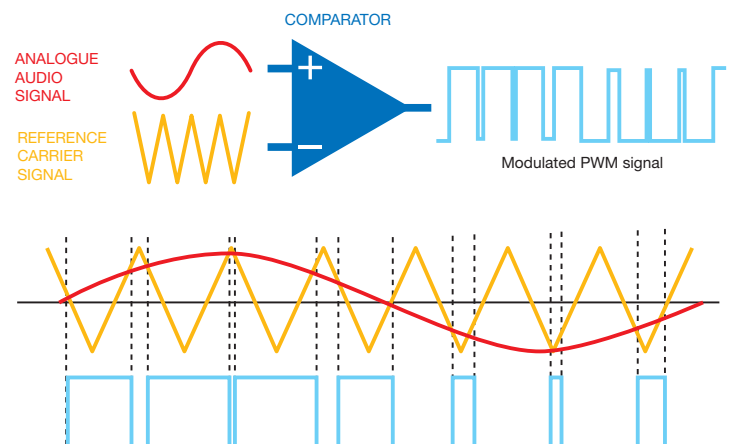 COMPARATOR
ANALOGUE
AUDIO
SIGNAL
REFERENCE
CARRIER
SIGNAL
Modulated PWM signal